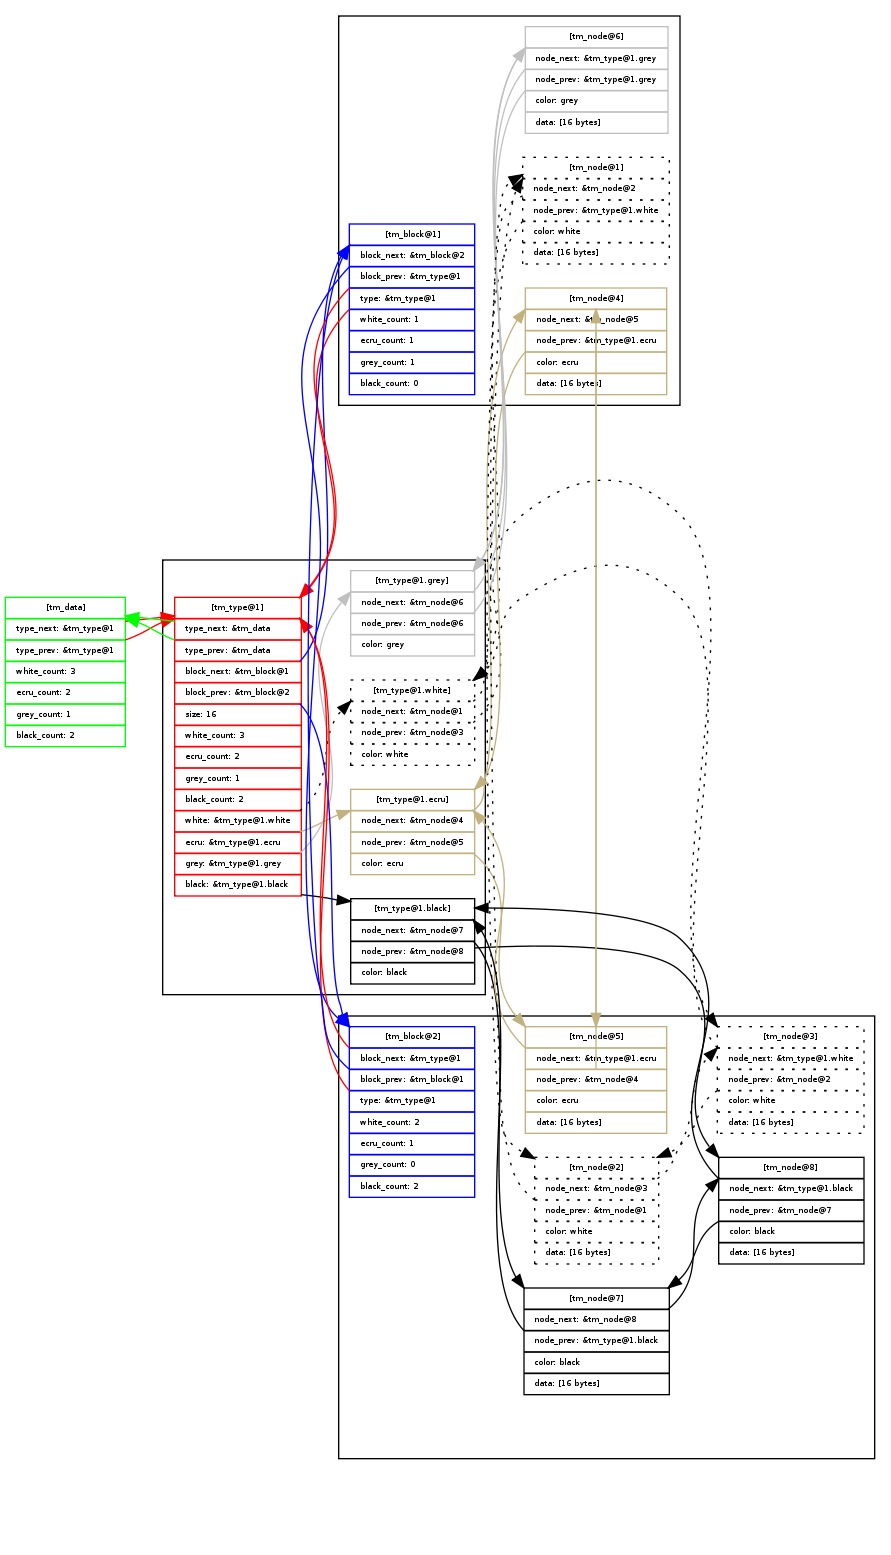 [tm_node@6]
node_next: &tm_type@1.grey
node_prev: &tm_type@1.grey
color: grey
data: [16 bytes]
[tm_node@1]
node_next: &tm_node@2
node_prev: &tm_type@1.white
color: white
data: [16 bytes]
[tm_block@1]
block_next: &tm_block@2
block_prev: &tm_type@1
type: &tm_type@1
white_count: 1
ecru_count: 1
grey_count: 1
black_count: 0
[tm_node@4]
node_next: &tm_node@5
node_prev: &tm_type@1.ecru
color: ecru
data: [16 bytes]
[tm_data]
type_next: &tm_type@1
type_prev: &tm_type@1
white_count: 3
ecru_count: 2
grey_count: 1
black_count: 2
[tm_type@1]
type_next: &tm_data
type_prev: &tm_data
block_next: &tm_block@1
block_prev: &tm_block@2
size: 16
white_count: 3
ecru_count: 2
grey_count: 1
black_count: 2
white: &tm_type@1.white
ecru: &tm_type@1.ecru
grey: &tm_type@1.grey
black: &tm_type@1.black
[tm_type@1.grey]
node_next: &tm_node@6
node_prev: &tm_node@6
color: grey
[tm_type@1.white]
node_next: &tm_node@1
node_prev: &tm_node@3
color: white
[tm_type@1.ecru]
node_next: &tm_node@4
node_prev: &tm_node@5
color: ecru
[tm_type@1.black]
node_next: &tm_node@7
node_prev: &tm_node@8
color: black
[tm_block@2]
block_next: &tm_type@1
block_prev: &tm_block@1
type: &tm_type@1
white_count: 2
ecru_count: 1
grey_count: 0
black_count: 2
[tm_node@5]
node_next: &tm_type@1.ecru
node_prev: &tm_node@4
color: ecru
data: [16 bytes]
[tm_node@3]
node_next: &tm_type@1.white
node_prev: &tm_node@2
color: white
data: [16 bytes]
[tm_node@2]
node_next: &tm_node@3
node_prev: &tm_node@1
color: white
data: [16 bytes]
[tm_node@8]
node_next: &tm_type@1.black
node_prev: &tm_node@7
color: black
data: [16 bytes]
[tm_node@7]
node_next: &tm_node@8
node_prev: &tm_type@1.black
color: black
data: [16 bytes]